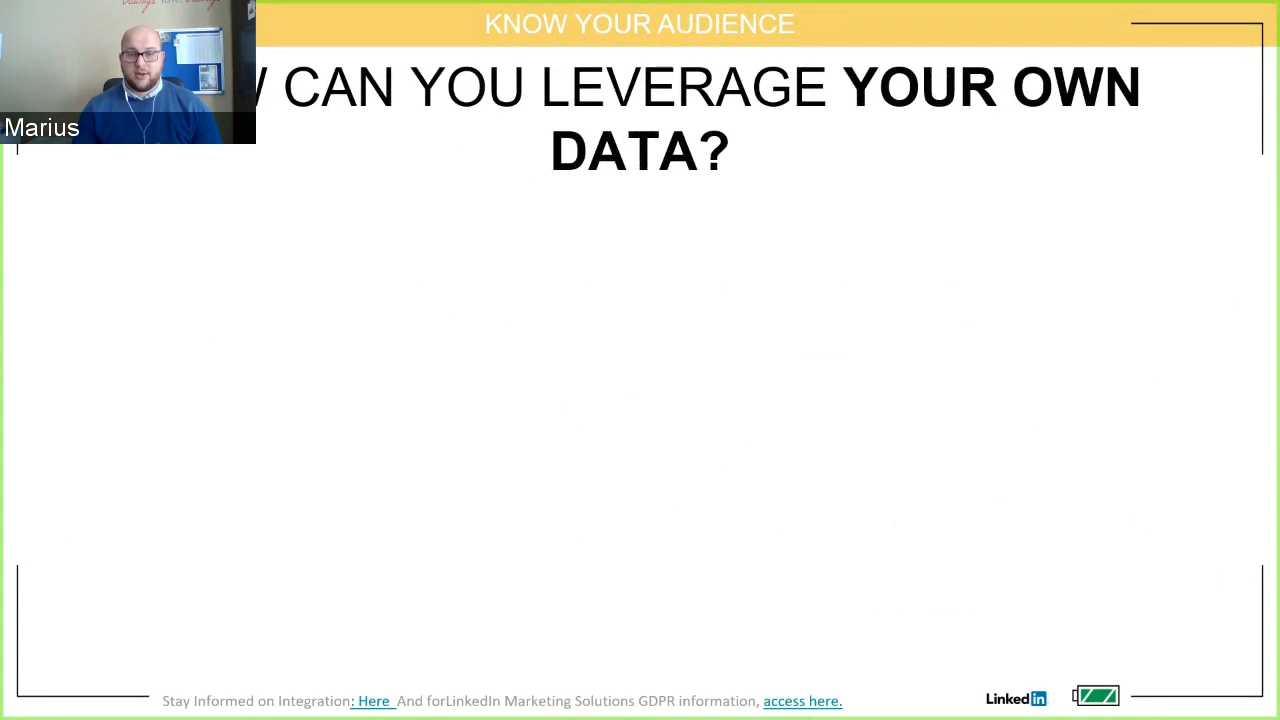 KNOW YOUR AUDIENCE
CAN YOU LEVERAGE YOUR OWN
DATA?
Marius
Stay Informed on Integration: Here And forLinkedIn Marketing Solutions GDPR information, access here.
Linkedin